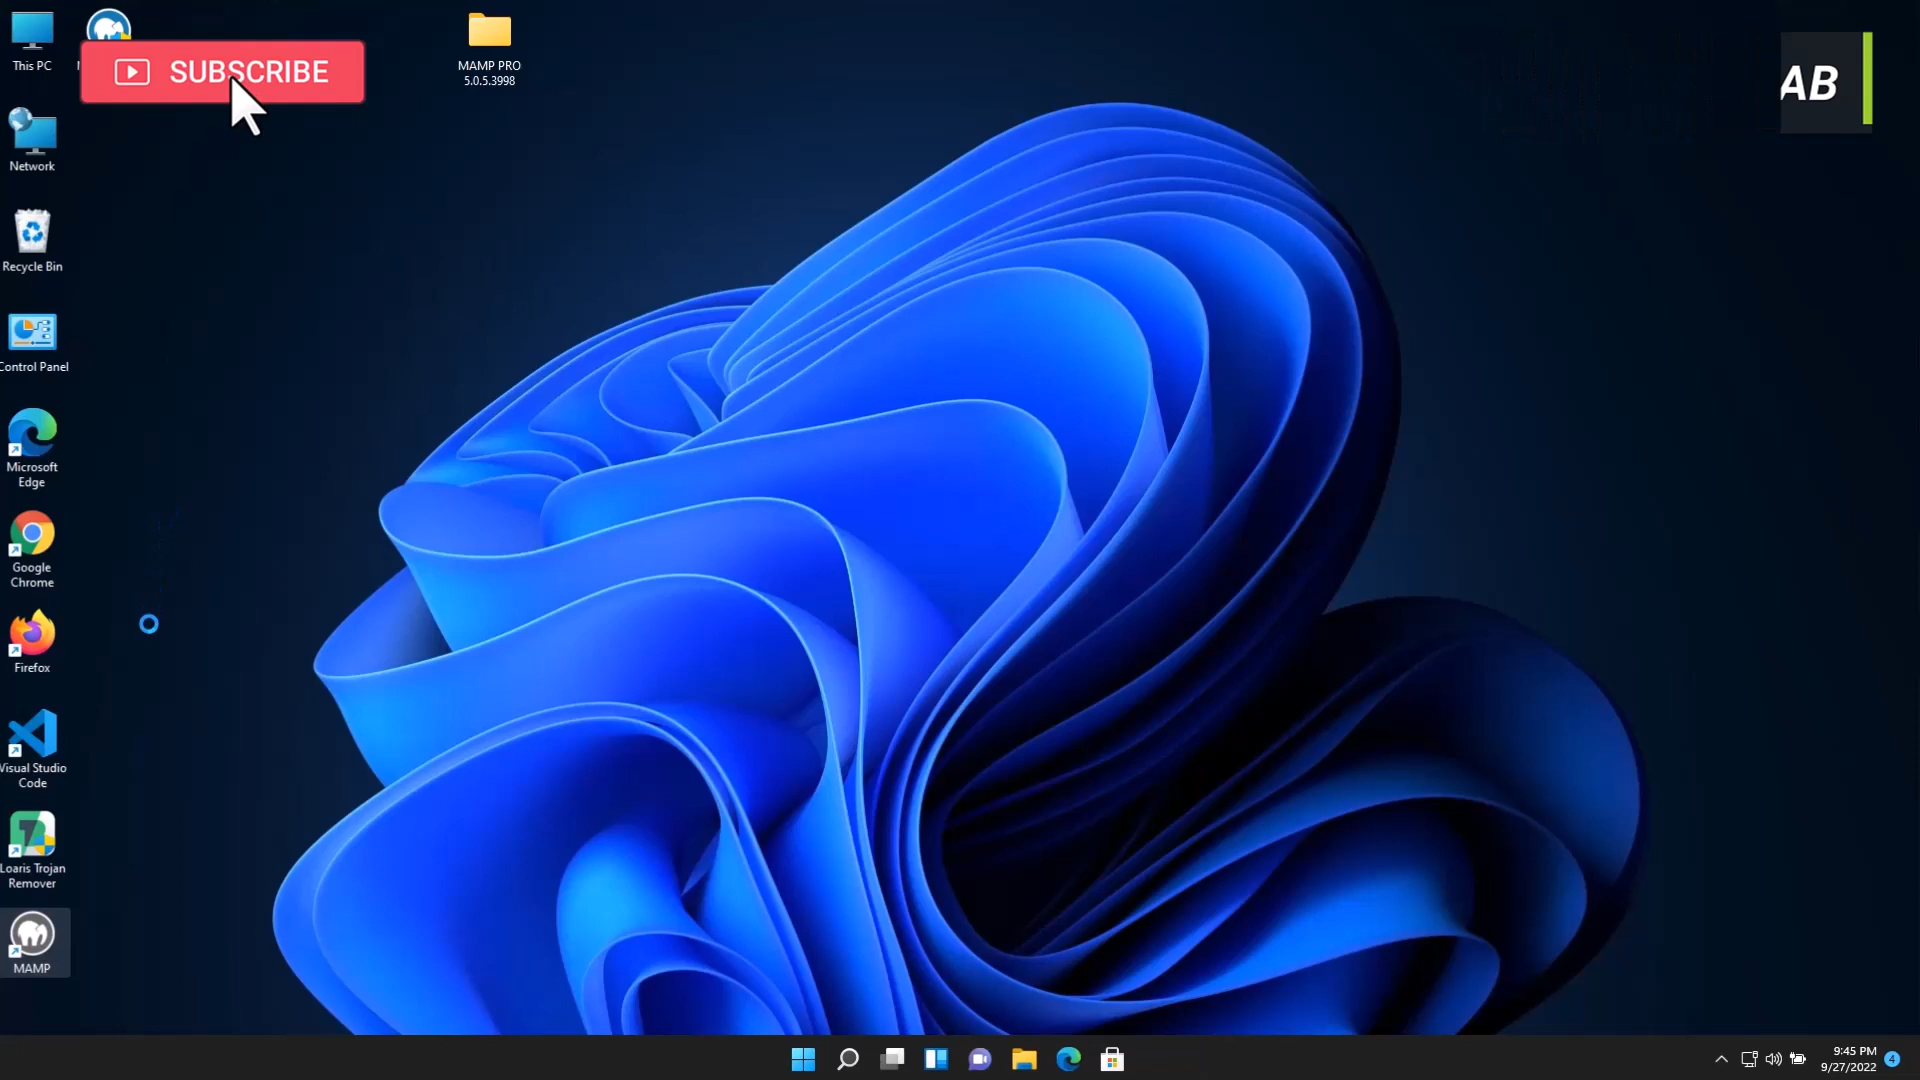 This PC
SUBSCRIBE
MAMP PRO
5.0.5.3998
AB
Network
Recycle Bin
Control Panel
Microsoft
Edge
Google
Chrome
Firefox
Visual Studio
Code
Loaris Trojan
Remover
MAMP
9:45 PM
9/27/2022
4